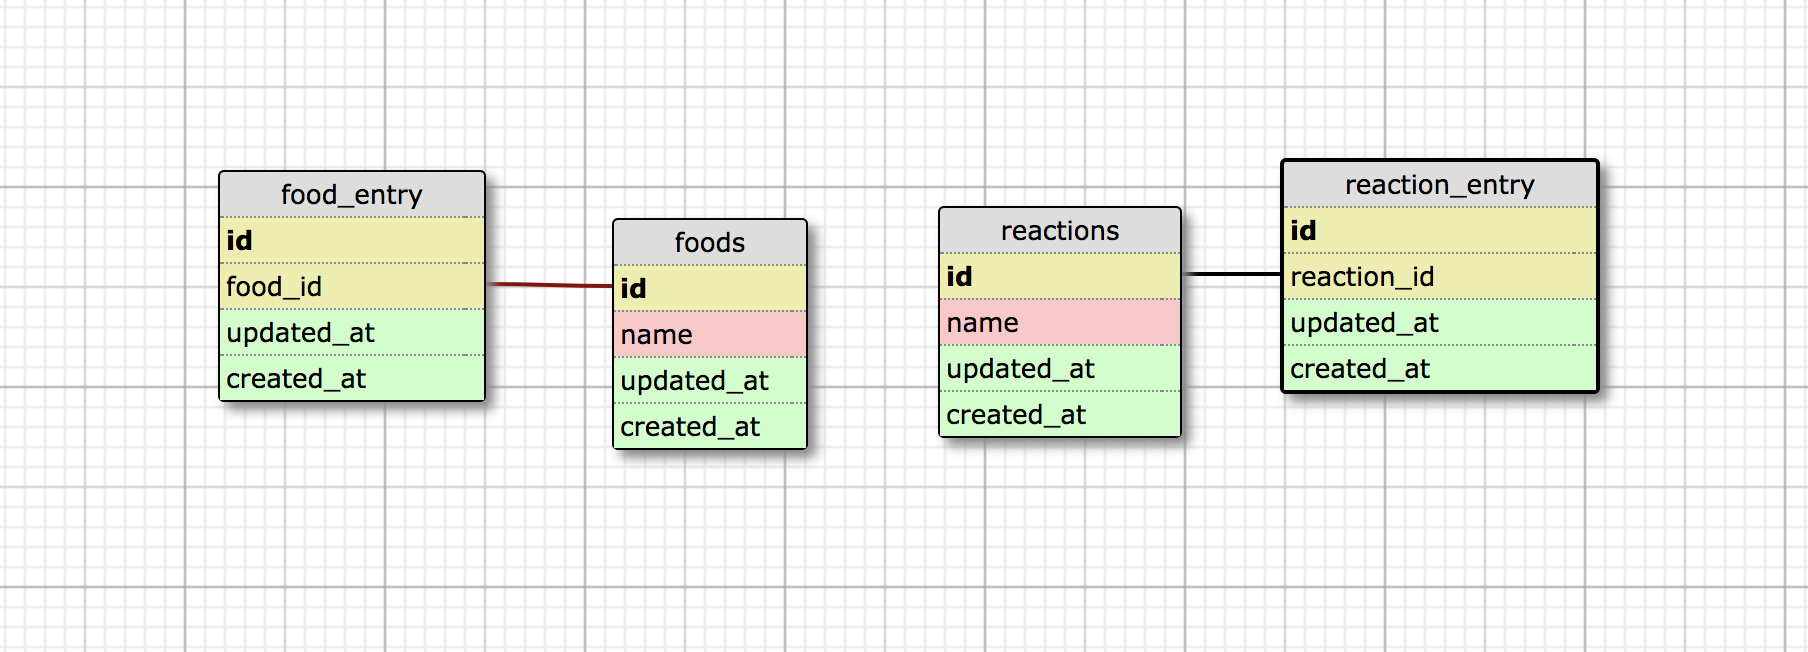 food_entry
id
food_id
updated_at
created_at
foods
id
name
updated_at
created_at
reactions
id
name
updated_at
created_at
reaction_entry
id
reaction_id
updated_at
created_at